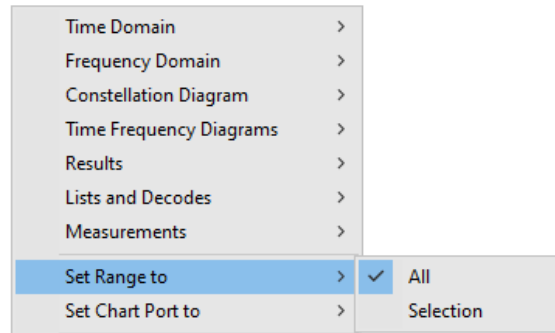 Time Domain
Frequency Domain
Constellation Diagram
Time Frequency Diagrams
Results
Lists and Decodes
Measurements
Set Range to
All
Set Chart Port to
Selection